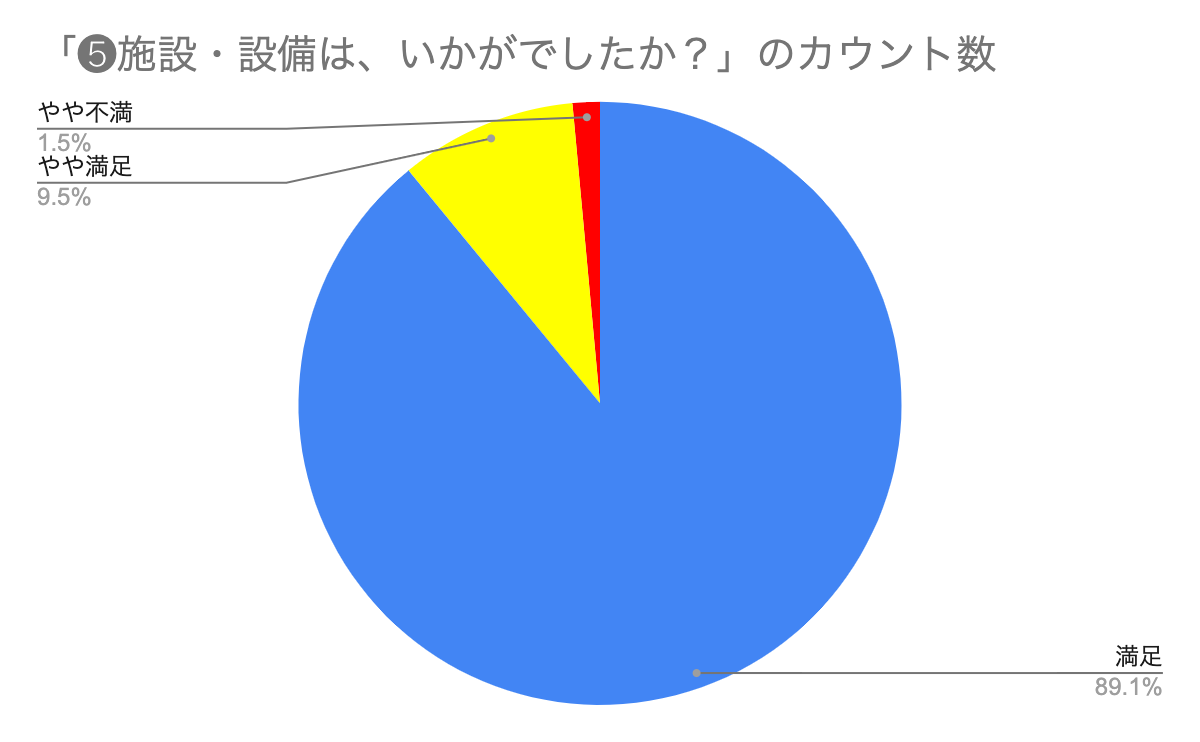 「❺施設・設備は、いかがでしたか？」のカウント数
やや不満
1.5%
やや満足
9.5%
満足
89.1%